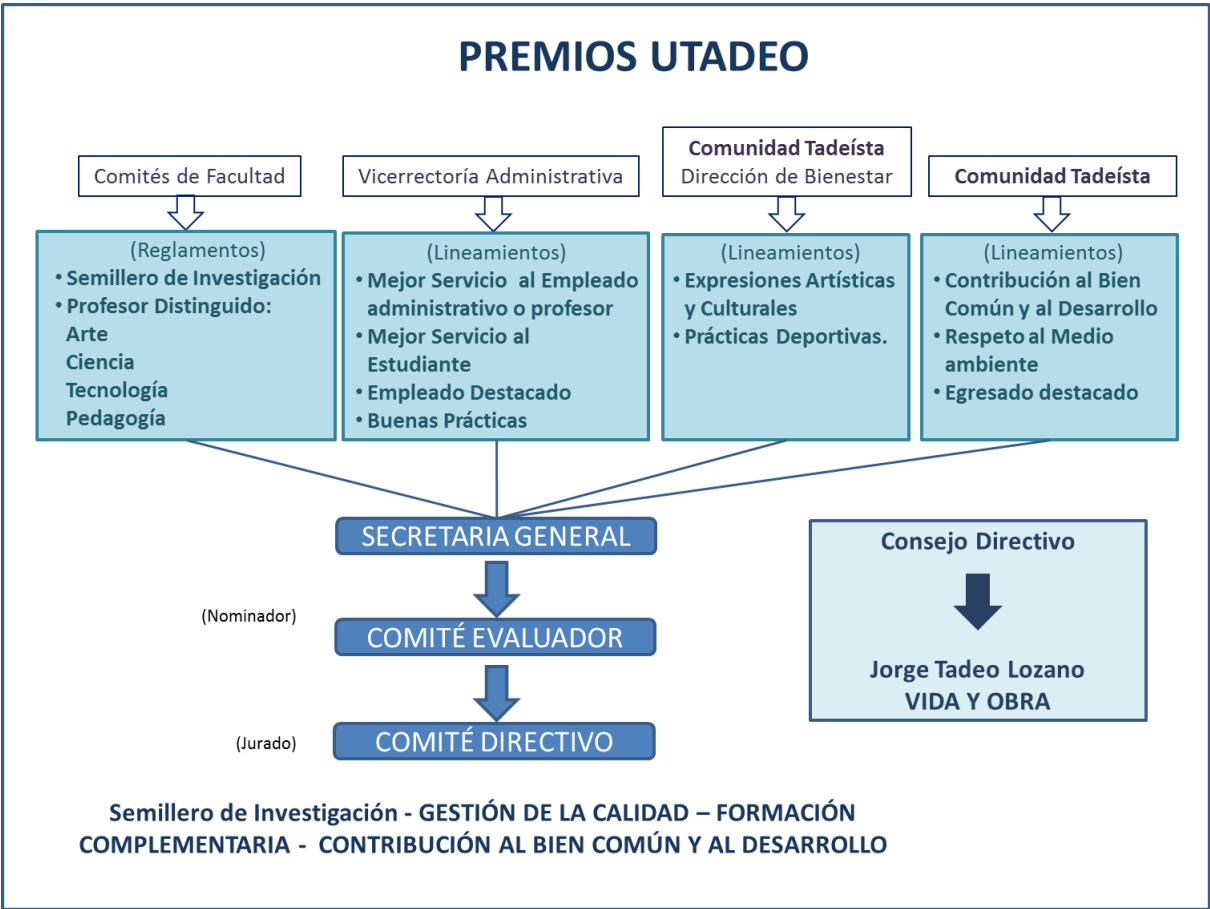 PREMIOS UTADEO
Comités de Facultad
(Reglamentos)
• Semillero de Investigación
• Profesor Distinguido:
Arte
Ciencia
Tecnología
Pedagogía
Vicerrectoría Administrativa
(Lineamientos)
• Mejor Servicio al Empleado
administrativo o profesor
• Mejor Servicio al
Estudiante
• Empleado Destacado
• Buenas Prácticas
Comunidad Tadeísta
Dirección de Bienestar
(Lineamientos)
• Expresiones Artísticas
y Culturales
• Prácticas Deportivas.
Comunidad Tadeísta
(Lineamientos)
• Contribución al Bien
Común y al Desarrollo
• Respeto al Medio
ambiente
• Egresado destacado
SECRETARIA GENERAL
(Nominador)
COMITÉ EVALUADOR
(Jurado)
COMITÉ DIRECTIVO
Consejo Directivo
Jorge Tadeo Lozano
VIDA Y OBRA
Semillero de Investigación - GESTIÓN DE LA CALIDAD – FORMACIÓN
COMPLEMENTARIA - CONTRIBUCIÓN AL BIEN COMÚN Y AL DESARROLLO